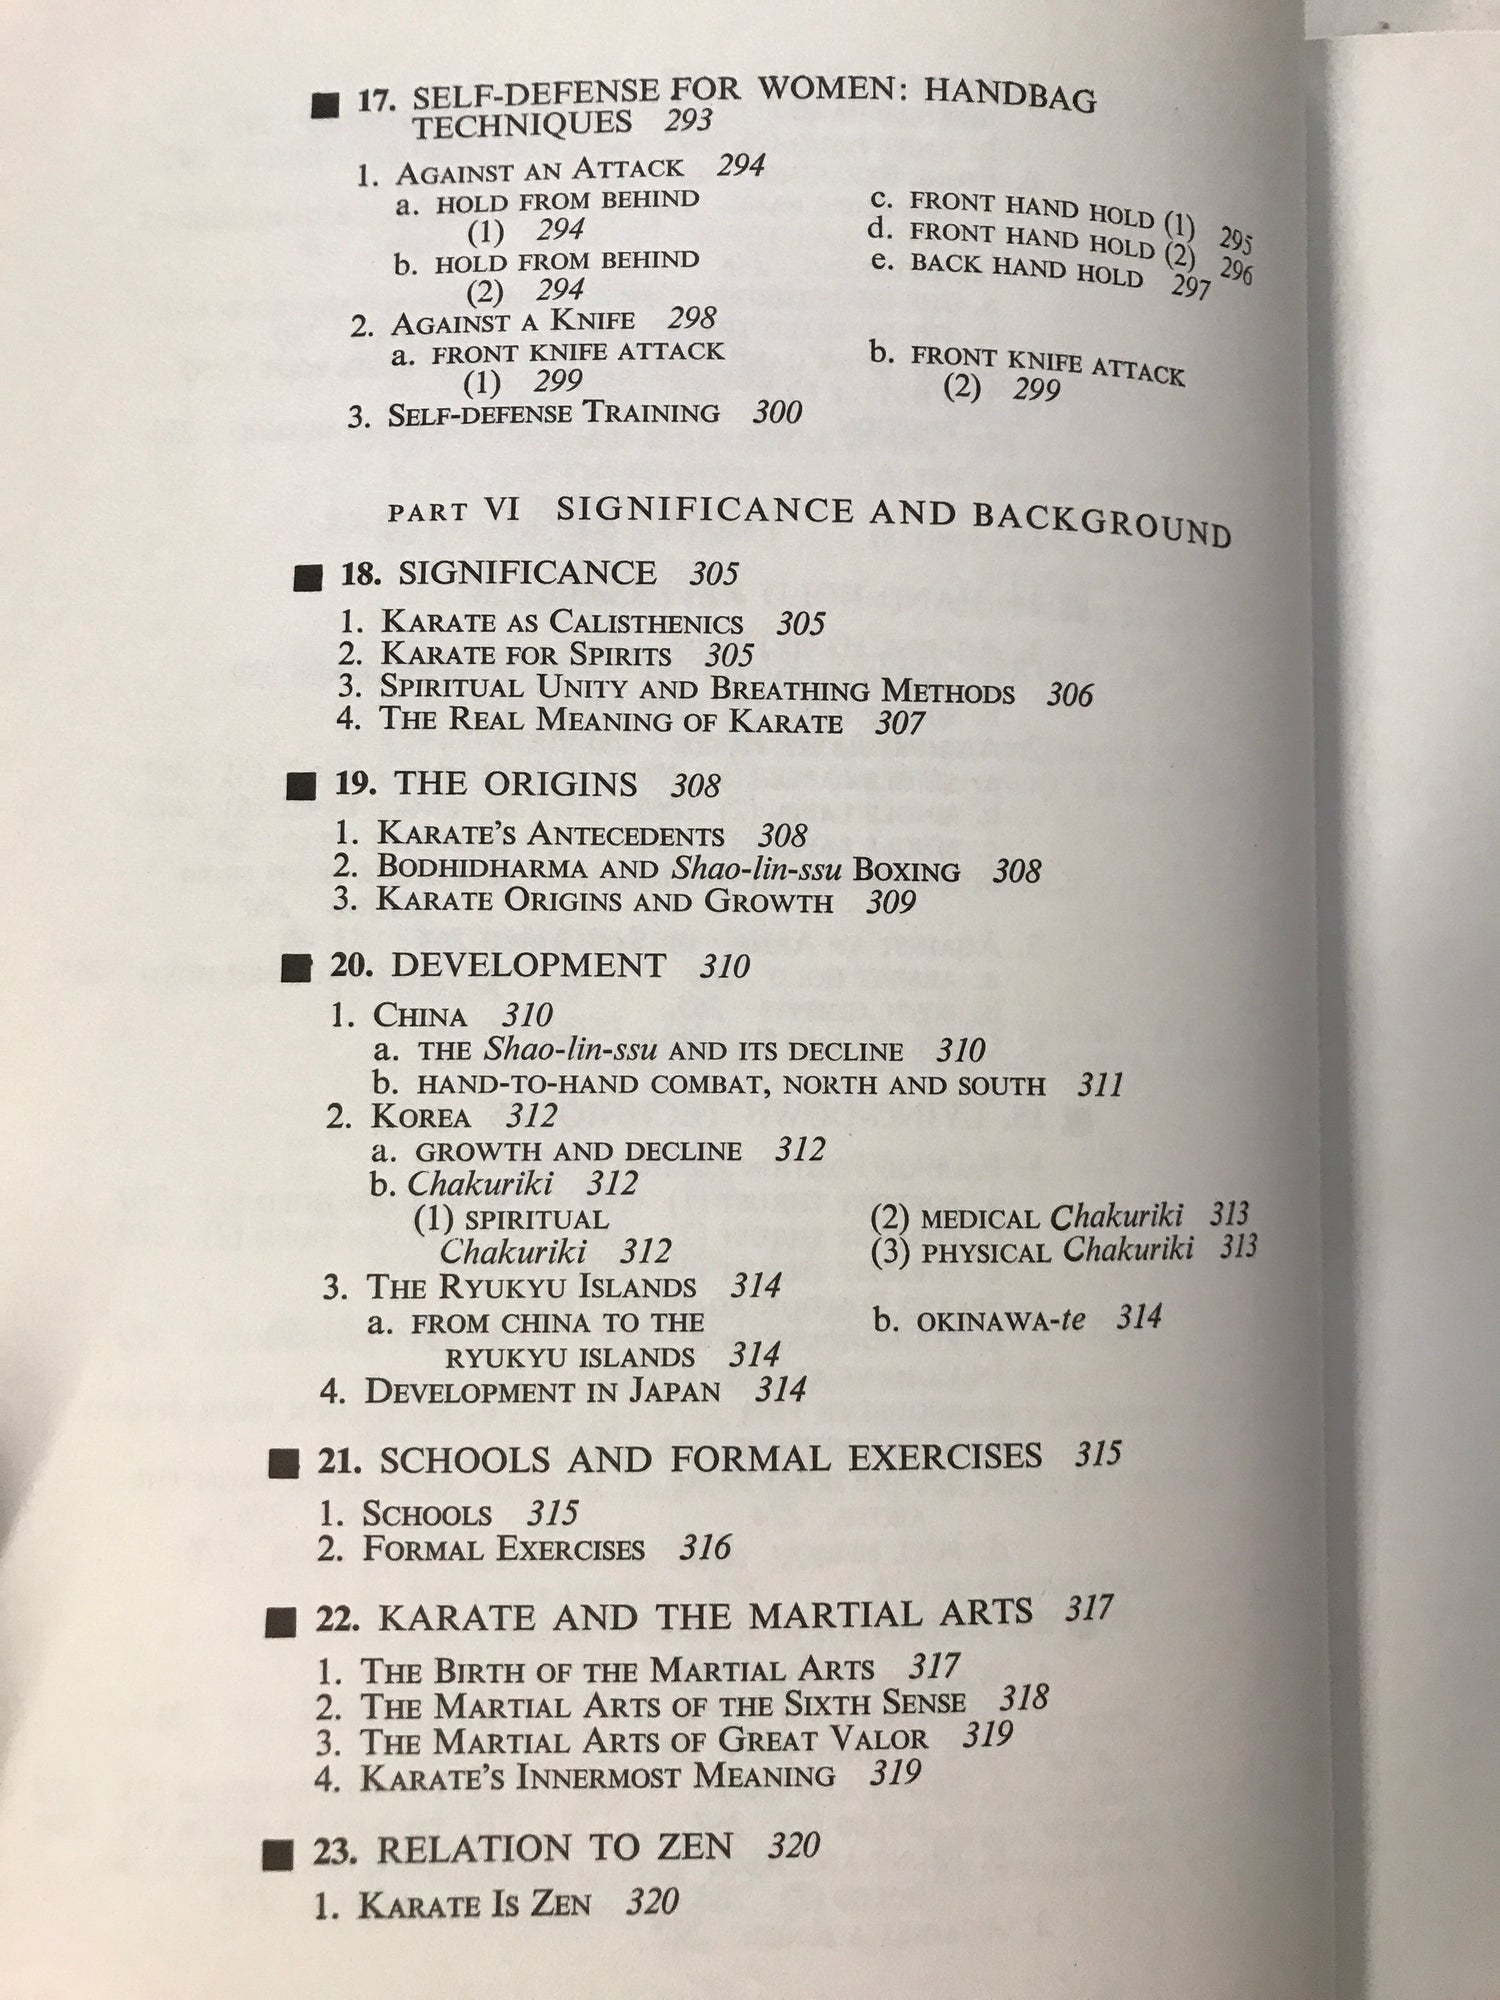 17. SELF-DEFENSE FOR WOMEN: HANDBAG
TECHNIQUES 293
1. AGAINST AN ATTACK 294
a. HOLD FROM BEHIND
(1) 294
b. HOLD FROM BEHIND
(2) 294
c. FRONT HAND HOLD (1) 295
d. FRONT HAND HOLD (2) 296
e. BACK HAND HOLD 297
2. AGAINST A KNIFE 298
a. FRONT KNIFE ATTACK
(1) 299
b. FRONT KNIFE ATTACK
(2) 299
3. SELF-DEFENSE TRAINING 300
PART VI SIGNIFICANCE AND BACKGROUND
18. SIGNIFICANCE 305
1. KARATE AS CALISTHENICS 305
2. KARATE FOR SPIRITS 305
3. SPIRITUAL UNITY AND BREATHING METHODS 306
4. THE REAL MEANING OF KARATE 307
19. THE ORIGINS 308
1. KARATE'S ANTECEDENTS 308
2. BODHIDHARMA AND Shao-lin-ssu BOXING 308
3. KARATE ORIGINS AND GROWTH 309
20. DEVELOPMENT 310
1. CHINA 310
a. THE Shao-lin-ssu AND ITS DECLINE 310
b. HAND-TO-HAND COMBAT, NORTH AND SOUTH 311
2. KOREA 312
a. GROWTH AND DECLINE 312
b. Chakuriki 312
(1) SPIRITUAL
Chakuriki 312
(2) MEDICAL Chakuriki 313
(3) PHYSICAL Chakuriki 313
3. THE RYUKYU ISLANDS 314
a. FROM CHINA TO THE
RYUKYU ISLANDS 314
b. OKINAWA-te 314
4. DEVELOPMENT IN JAPAN 314
21. SCHOOLS AND FORMAL EXERCISES 315
1. SCHOOLS 315
2. FORMAL EXERCISES 316
22. KARATE AND THE MARTIAL ARTS 317
1. THE BIRTH OF THE MARTIAL ARTS 317
2. THE MARTIAL ARTS OF THE SIXTH SENSE 318
3. THE MARTIAL ARTS OF GREAT VALOR 319
4. KARATE'S INNERMOST MEANING 319
23. RELATION TO ZEN 320
1. KARATE IS ZEN 320